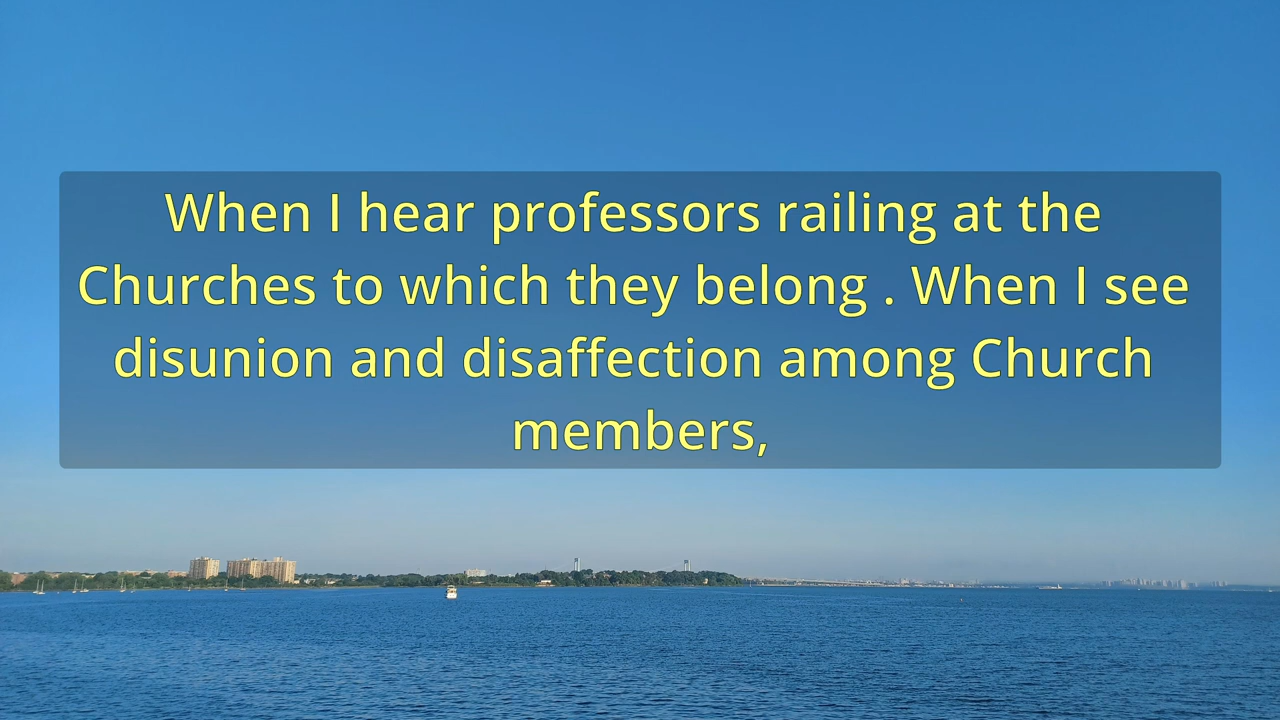 When I hear professors railing at the
Churches to which they belong . When I see
disunion and disaffection among Church
members,